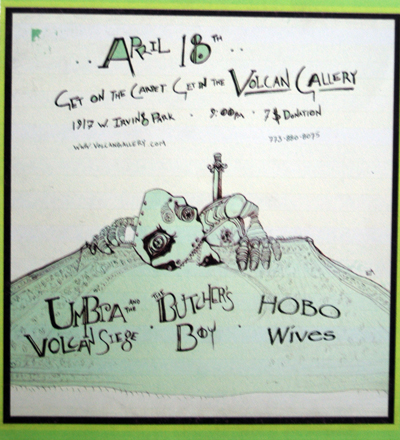 ..APRIL 18TH..
GET ON THE CARPET GET IN THE VOLCAN GALLERY
1917 W. IRVING PARK · 8:00PM · 7$ DONATION
WWW.VOLCANGALLERY.COM 773-880-8075
UMBRA AND THE VOLCAN SIEGE · THE BUTCHER'S BOY · HOBO Wives